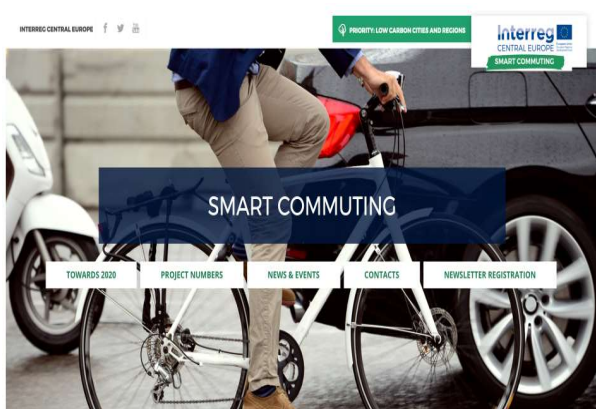 INTERREG CENTRAL EUROPE
PRIORITY: LOW CARBON CITIES AND REGIONS
Interreg
CENTRAL EUROPE
SMART COMMUTING
SMART COMMUTING
TOWARDS 2020
PROJECT NUMBERS
NEWS & EVENTS
CONTACTS
NEWSLETTER REGISTRATION